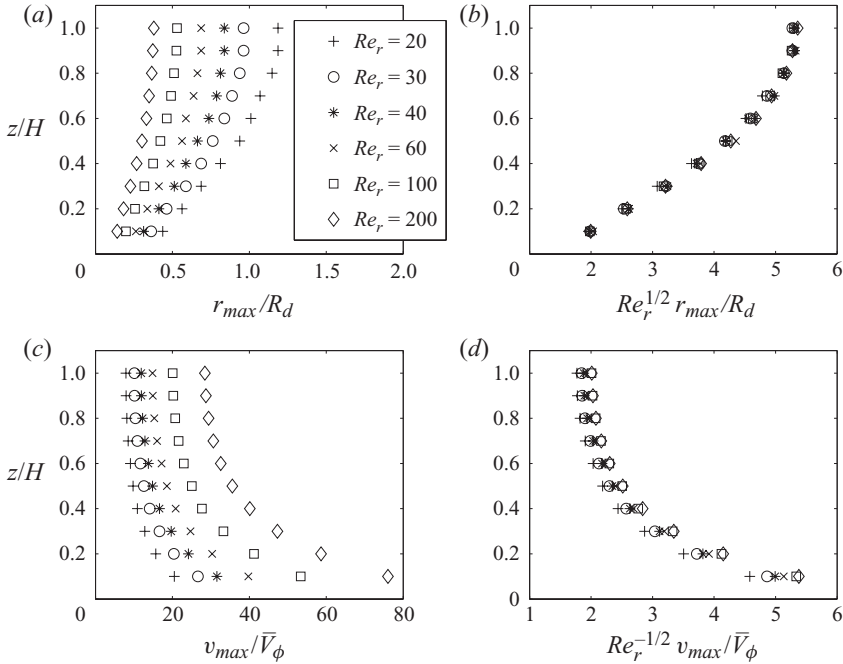 (a)
(b)
1.0
0.8
0.6
0.4
0.2
0
z/H
0.5
1.0
1.5
2.0
r_max/R_d
Re_r = 20
Re_r = 30
Re_r = 40
Re_r = 60
Re_r = 100
Re_r = 200
1.0
0.8
0.6
0.4
0.2
0
1
2
3
4
5
6
Re_r^{1/2} r_max/R_d
(c)
(d)
1.0
0.8
0.6
0.4
0.2
0
z/H
20
40
60
80
v_max/V̄_ϕ
1.0
0.8
0.6
0.4
0.2
0
1
2
3
4
5
6
Re_r^{-1/2} v_max/V̄_ϕ